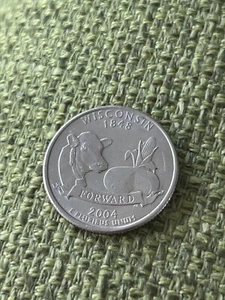 WISCONSIN
1848
FORWARD
2004
E PLURIBUS UNUM